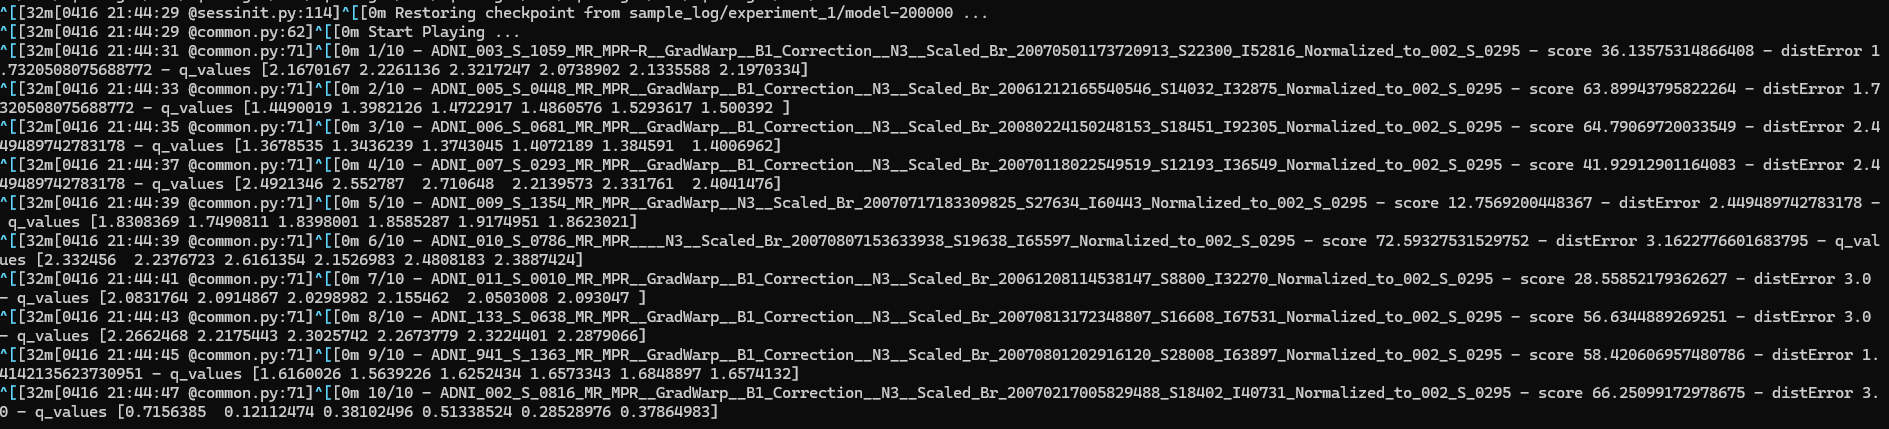 ^[[32m[0416 21:44:29 @sessinit.py:114]^[[0m Restoring checkpoint from sample_log/experiment_1/model-200000 ...
^[[32m[0416 21:44:29 @common.py:62]^[[0m Start Playing ...
^[[32m[0416 21:44:31 @common.py:71]^[[0m 1/10 - ADNI_003_S_1059_MR_MPR-R__GradWarp__B1_Correction__N3__Scaled_Br_20070501173720913_S22300_I52816_Normalized_to_002_S_0295 - score 36.13575314866408 - distError 1
.7320508075688772 - q_values [2.1670167 2.2261136 2.3217247 2.0738902 2.1335588 2.1970334]
^[[32m[0416 21:44:33 @common.py:71]^[[0m 2/10 - ADNI_005_S_0448_MR_MPR__GradWarp__B1_Correction__N3__Scaled_Br_20061212165540546_S14032_I32875_Normalized_to_002_S_0295 - score 63.89943795822264 - distError 1.7
320508075688772 - q_values [1.4490019 1.3982126 1.4722917 1.4860576 1.5293617 1.500392 ]
^[[32m[0416 21:44:35 @common.py:71]^[[0m 3/10 - ADNI_006_S_0681_MR_MPR__GradWarp__B1_Correction__N3__Scaled_Br_20080224150248153_S18451_I92305_Normalized_to_002_S_0295 - score 64.79069720033549 - distError 2.4
49489742783178 - q_values [1.3678535 1.3436239 1.3743045 1.4072189 1.384591  1.4006962]
^[[32m[0416 21:44:37 @common.py:71]^[[0m 4/10 - ADNI_007_S_0293_MR_MPR__GradWarp__B1_Correction__N3__Scaled_Br_20070118022549519_S12193_I36549_Normalized_to_002_S_0295 - score 41.92912901164083 - distError 2.4
49489742783178 - q_values [2.4921346 2.552787  2.710648  2.2139573 2.331761  2.4041476]
^[[32m[0416 21:44:39 @common.py:71]^[[0m 5/10 - ADNI_009_S_1354_MR_MPR__GradWarp__N3__Scaled_Br_20070717183309825_S27634_I60443_Normalized_to_002_S_0295 - score 12.7569200448367 - distError 2.449489742783178 -
 q_values [1.8308369 1.7490811 1.8398001 1.8585287 1.9174951 1.8623021]
^[[32m[0416 21:44:39 @common.py:71]^[[0m 6/10 - ADNI_010_S_0786_MR_MPR____N3__Scaled_Br_20070807153633938_S19638_I65597_Normalized_to_002_S_0295 - score 72.59327531529752 - distError 3.1622776601683795 - q_val
ues [2.332456  2.2376723 2.6161354 2.1526983 2.4808183 2.3887424]
^[[32m[0416 21:44:41 @common.py:71]^[[0m 7/10 - ADNI_011_S_0010_MR_MPR__GradWarp__B1_Correction__N3__Scaled_Br_20061208114538147_S8800_I32270_Normalized_to_002_S_0295 - score 28.55852179362627 - distError 3.0
- q_values [2.0831764 2.0914867 2.0298982 2.155462  2.0503008 2.093047 ]
^[[32m[0416 21:44:43 @common.py:71]^[[0m 8/10 - ADNI_133_S_0638_MR_MPR__GradWarp__B1_Correction__N3__Scaled_Br_20070813172348807_S16608_I67531_Normalized_to_002_S_0295 - score 56.6344889269251 - distError 3.0
- q_values [2.2662468 2.2175443 2.3025742 2.2673779 2.3224401 2.2879066]
^[[32m[0416 21:44:45 @common.py:71]^[[0m 9/10 - ADNI_941_S_1363_MR_MPR__GradWarp__B1_Correction__N3__Scaled_Br_20070801202916120_S28008_I63897_Normalized_to_002_S_0295 - score 58.420606957480786 - distError 1.
4142135623730951 - q_values [1.6160026 1.5639226 1.6252434 1.6573343 1.6848897 1.6574132]
^[[32m[0416 21:44:47 @common.py:71]^[[0m 10/10 - ADNI_002_S_0816_MR_MPR__GradWarp__B1_Correction__N3__Scaled_Br_20070217005829488_S18402_I40731_Normalized_to_002_S_0295 - score 66.25099172978675 - distError 3.
0 - q_values [0.7156385  0.12112474 0.38102496 0.51338524 0.28528976 0.37864983]